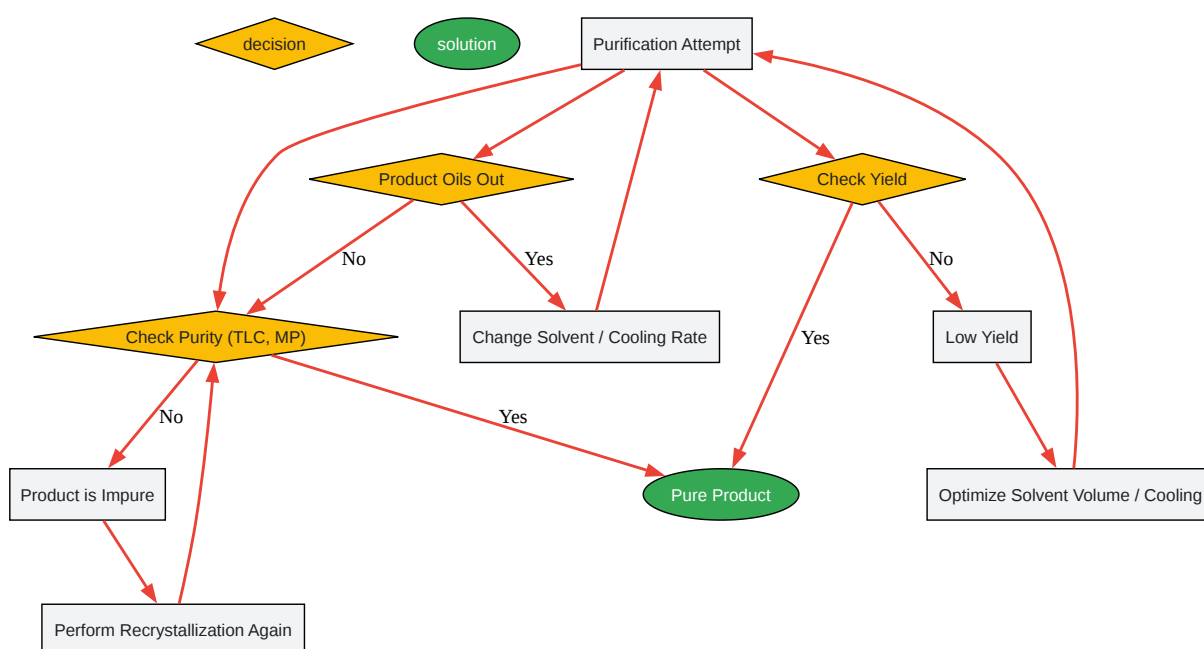 decision
solution
Purification Attempt
Product Oils Out
Check Yield
No
Yes
No
Check Purity (TLC, MP)
Change Solvent / Cooling Rate
Yes
Low Yield
No
Yes
Product is Impure
Pure Product
Optimize Solvent Volume / Cooling
Perform Recrystallization Again